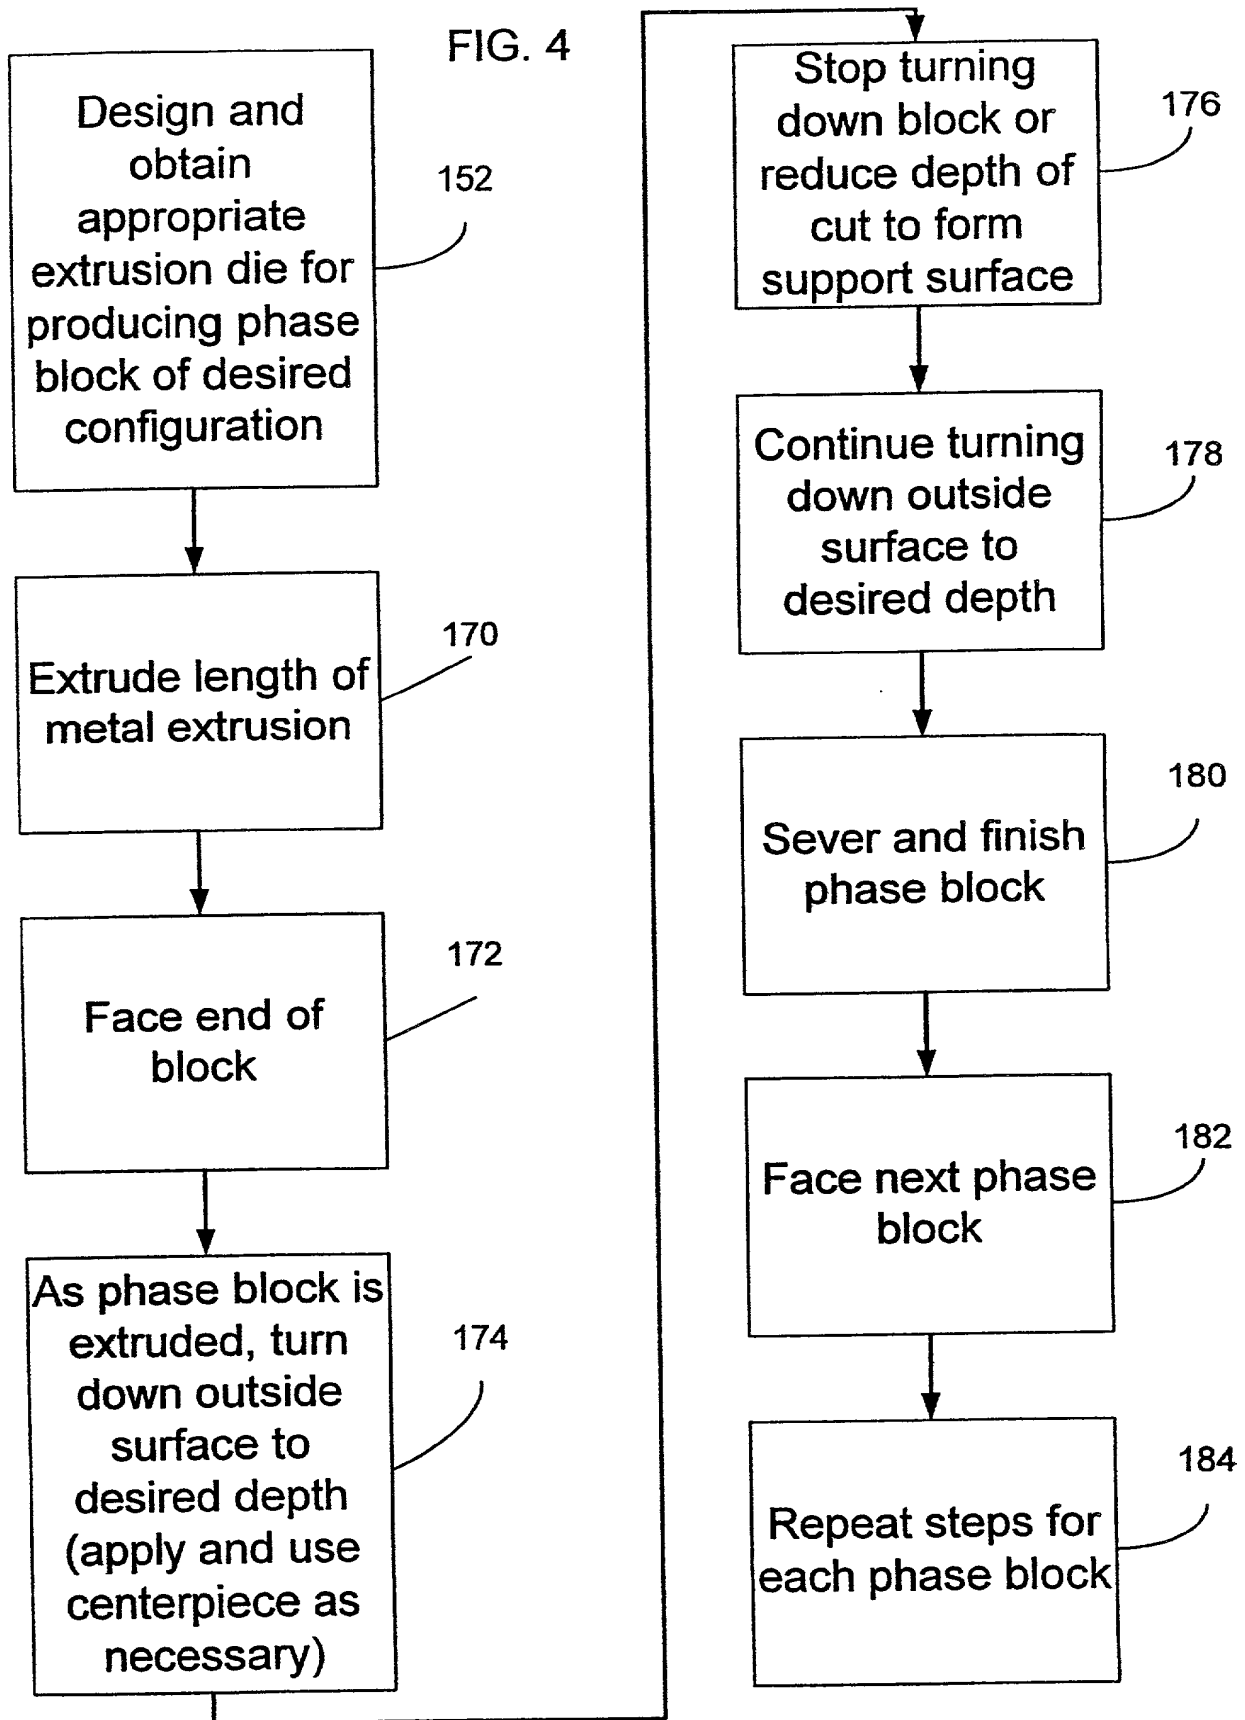 FIG. 4
Design and
obtain
appropriate
extrusion die for
producing phase
block of desired
configuration
152
Extrude length of
metal extrusion
170
Face end of
block
172
As phase block is
extruded, turn
down outside
surface to
desired depth
(apply and use
centerpiece as
necessary)
174
Stop turning
down block or
reduce depth of
cut to form
support surface
176
Continue turning
down outside
surface to
desired depth
178
Sever and finish
phase block
180
Face next phase
block
182
Repeat steps for
each phase block
184